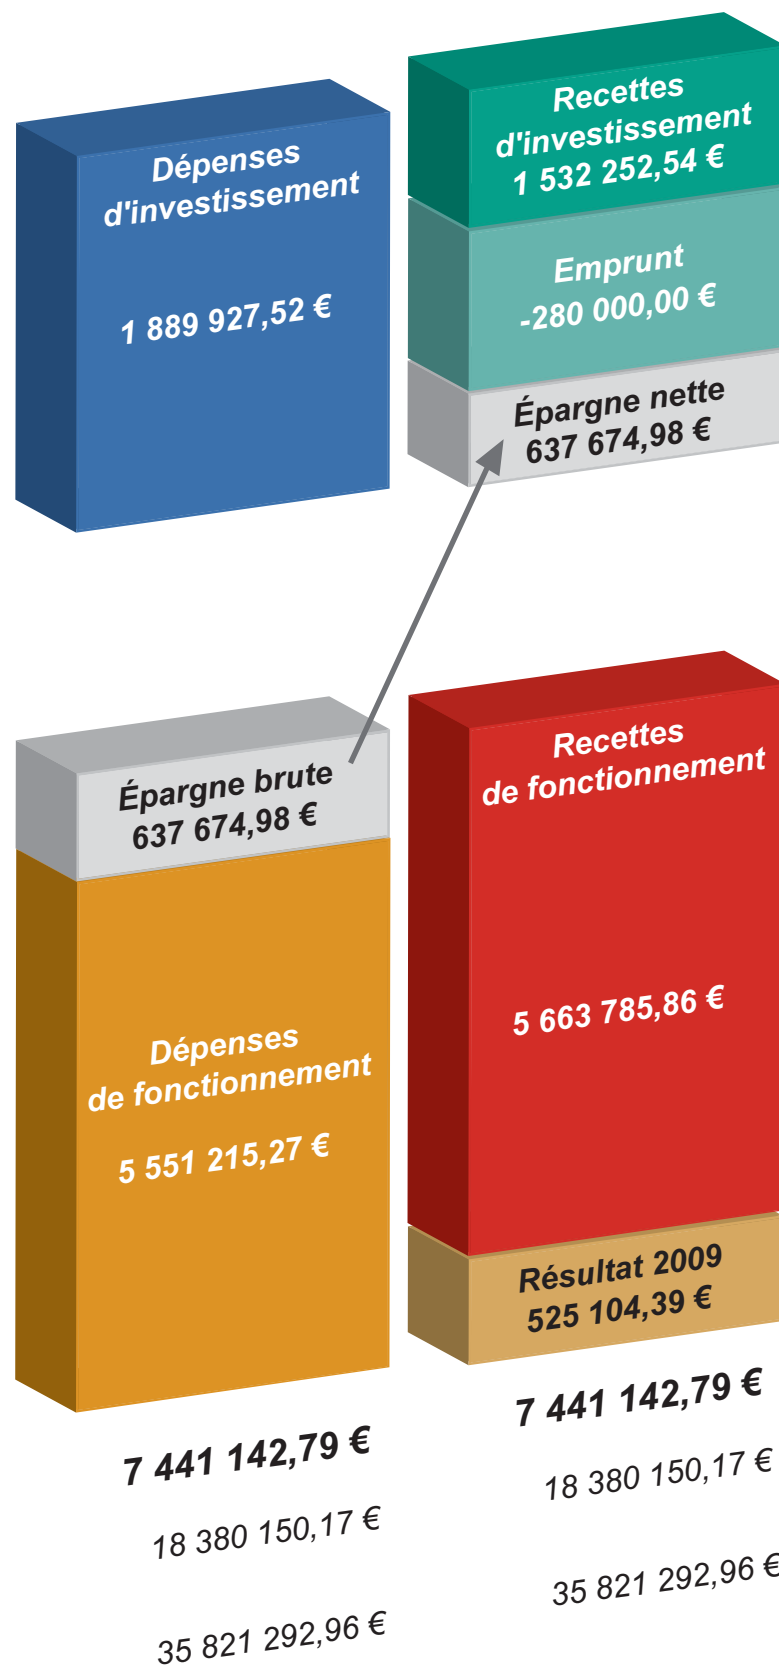 Dépenses
d'investissement
1 889 927,52 €
Recettes
d'investissement
1 532 252,54 €
Emprunt
-280 000,00 €
Épargne nette
637 674,98 €
Épargne brute
637 674,98 €
Dépenses
de fonctionnement
5 551 215,27 €
Recettes
de fonctionnement
5 663 785,86 €
Résultat 2009
525 104,39 €
7 441 142,79 €
18 380 150,17 €
35 821 292,96 €
7 441 142,79 €
18 380 150,17 €
35 821 292,96 €